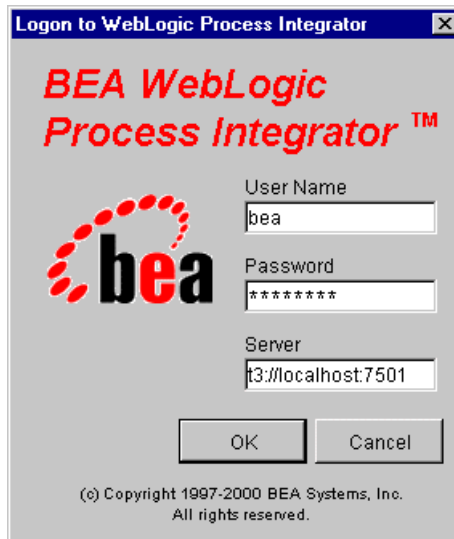 Logon to WebLogic Process Integrator
BEA WebLogic
Process Integrator ™
bea
User Name
bea
Password
********
Server
t3://localhost:7501
OK
Cancel
(c) Copyright 1997-2000 BEA Systems, Inc.
All rights reserved.